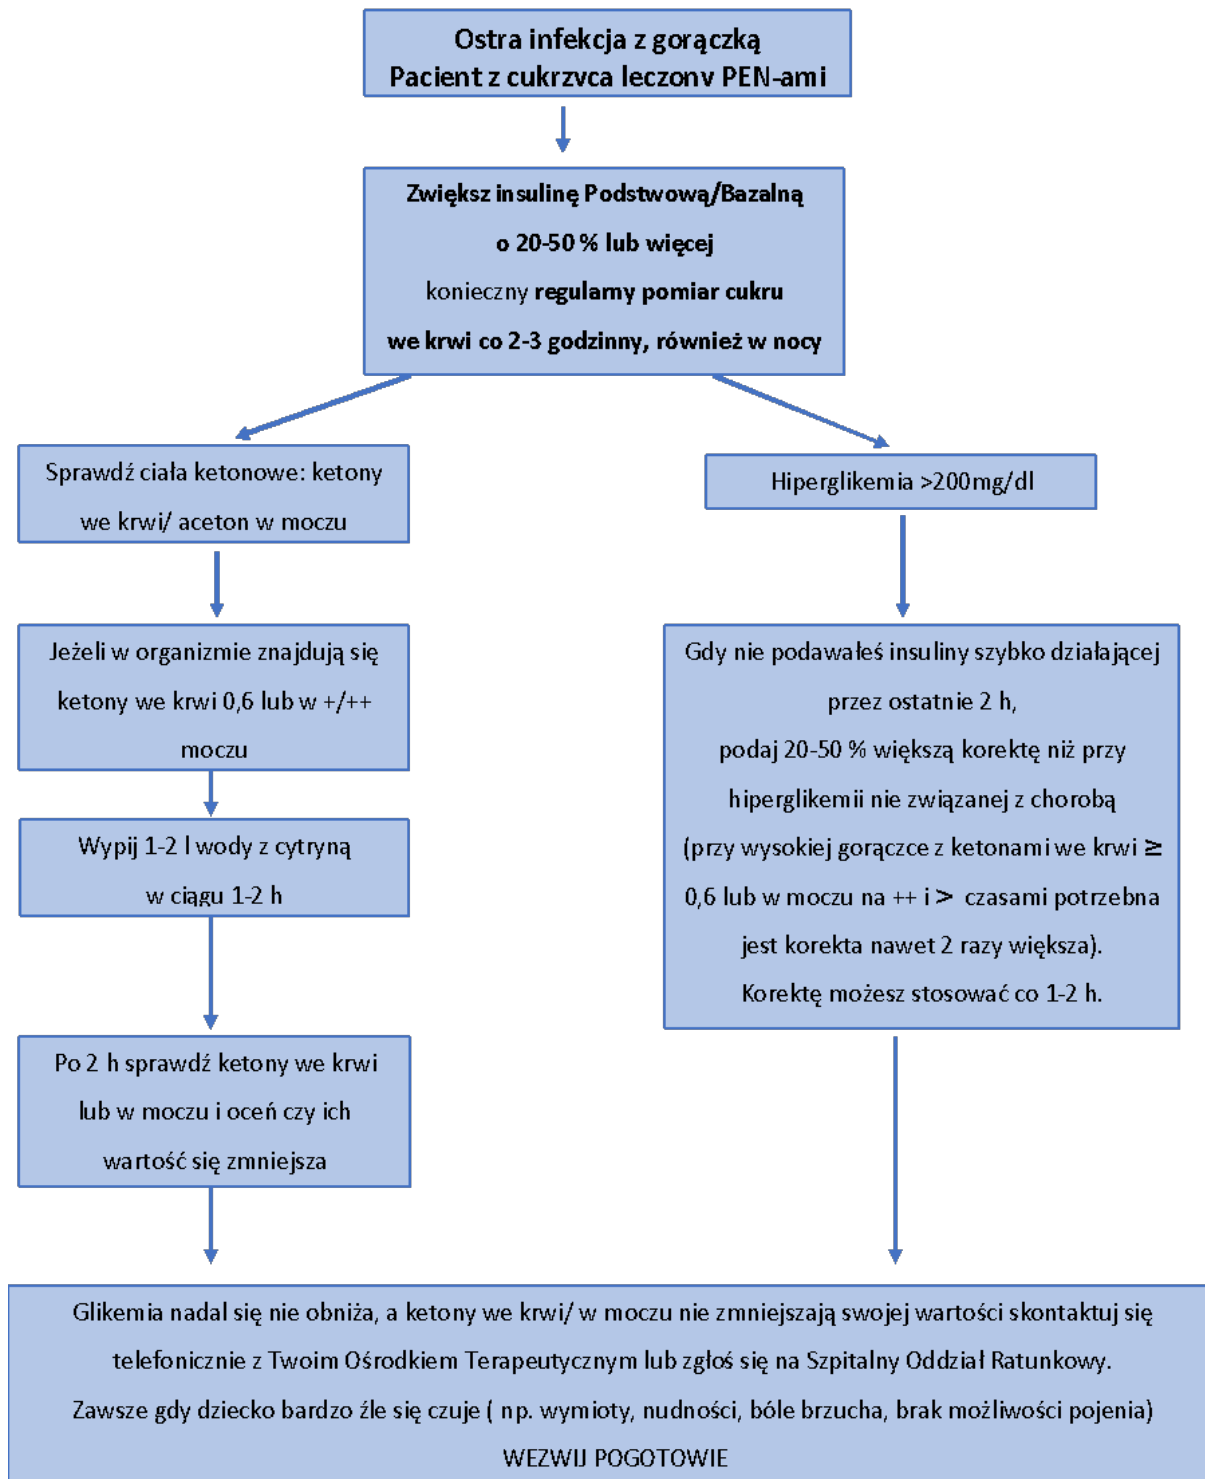 Ostra infekcja z gorączką
Pacient z cukrzvca leczonv PEN-ami
Zwiększ insulinę Podstwową/Bazalną
o 20-50 % lub więcej
konieczny regularny pomiar cukru
we krwi co 2-3 godzinny, również w nocy
Sprawdź ciała ketonowe: ketony
we krwi/ aceton w moczu
Jeżeli w organizmie znajdują się
ketony we krwi 0,6 lub w +/++
moczu
Wypij 1-2 l wody z cytryną
w ciągu 1-2 h
Po 2 h sprawdź ketony we krwi
lub w moczu i oceń czy ich
wartość się zmniejsza
Hiperglikemia >200mg/dl
Gdy nie podawałeś insuliny szybko działającej
przez ostatnie 2 h,
podaj 20-50 % większą korektę niż przy
hiperglikemii nie związanej z chorobą
(przy wysokiej gorączce z ketonami we krwi ≥
0,6 lub w moczu na ++ i > czasami potrzebna
jest korekta nawet 2 razy większa).
Korektę możesz stosować co 1-2 h.
Glikemia nadal się nie obniża, a ketony we krwi/ w moczu nie zmniejszają swojej wartości skontaktuj się
telefonicznie z Twoim Ośrodkiem Terapeutycznym lub zgłoś się na Szpitalny Oddział Ratunkowy.
Zawsze gdy dziecko bardzo źle się czuje ( np. wymioty, nudności, bóle brzucha, brak możliwości pojenia)
WEZWIJ POGOTOWIE